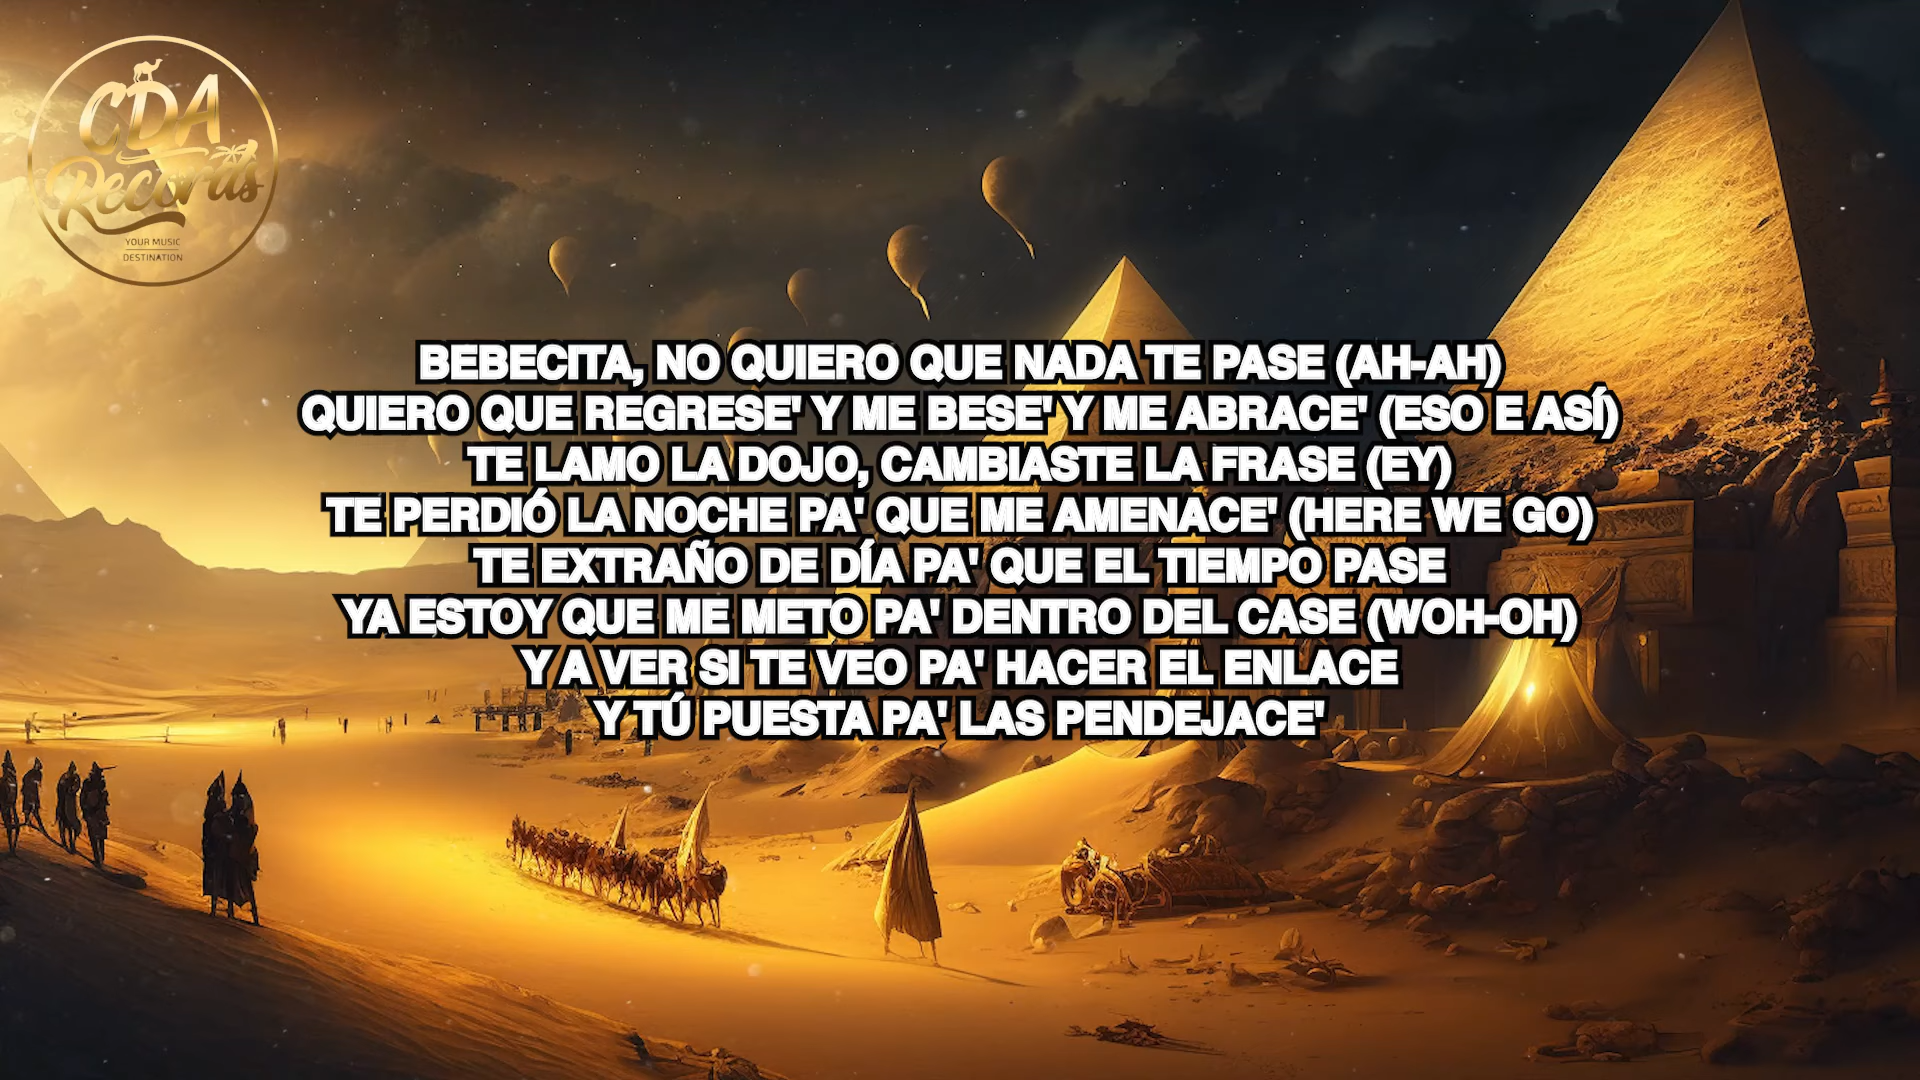 CDA
Records
YOUR MUSIC
DESTINATION
BEBECITA, NO QUIERO QUE NADA TE PASE (AH-AH)
QUIERO QUE REGRESE' Y ME BESE' Y ME ABRACE' (ESO E ASÍ)
TE LAMO LA DOJO, CAMBIASTE LA FRASE (EY)
TE PERDIÓ LA NOCHE PA' QUE ME AMENACE' (HERE WE GO)
TE EXTRAÑO DE DÍA PA' QUE EL TIEMPO PASE
YA ESTOY QUE ME METO PA' DENTRO DEL CASE (WOH-OH)
Y A VER SI TE VEO PA' HACER EL ENLACE
Y TÚ PUESTA PA' LAS PENDEJACE'